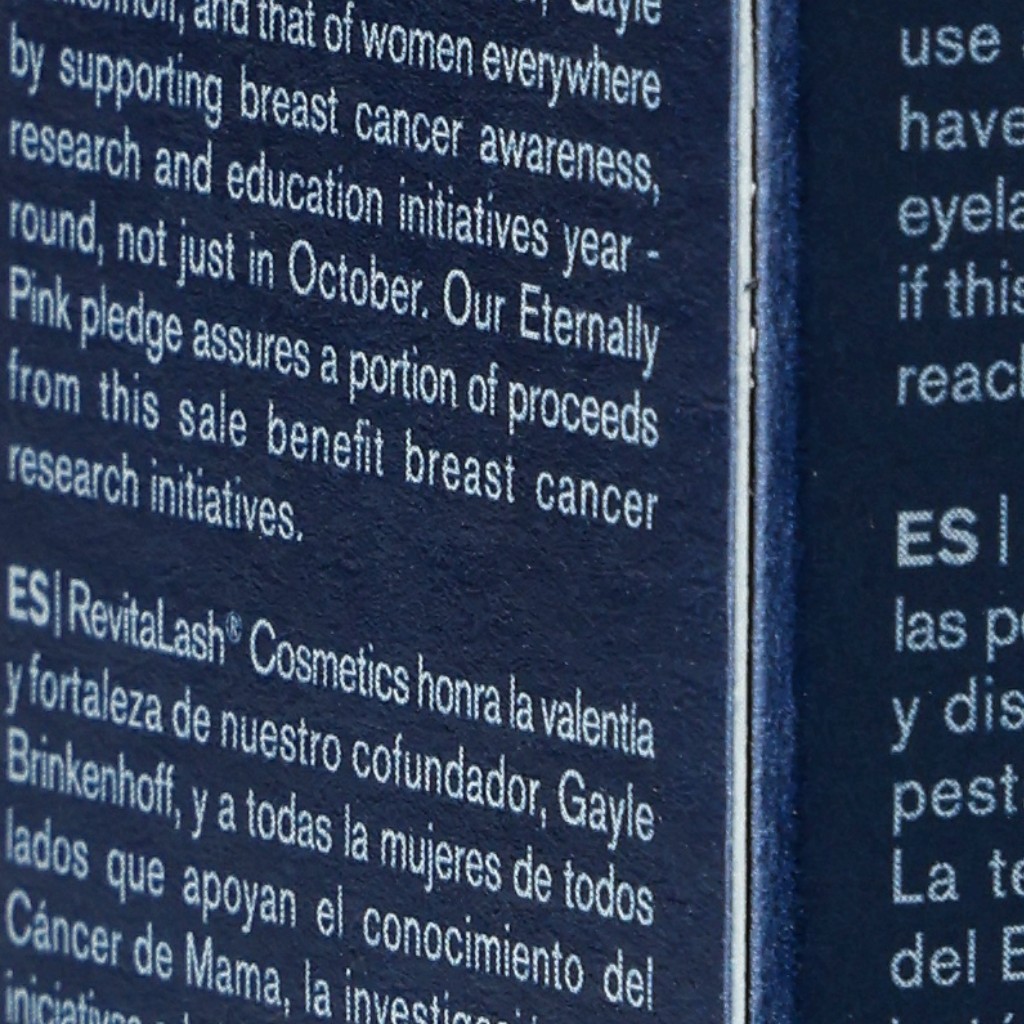 Gayle
and that of women everywhere
by supporting breast cancer awareness,
research and education initiatives year -
round, not just in October. Our Eternally
Pink pledge assures a portion of proceeds
from this sale benefit breast cancer
research initiatives.
ES| RevitaLash® Cosmetics honra la valentía
y fortaleza de nuestro cofundador, Gayle
Brinkenhoff, y a todas la mujeres de todos
lados que apoyan el conocimiento del
Cáncer de Mama, la
use
have
if this
ES |
las
y
La
del